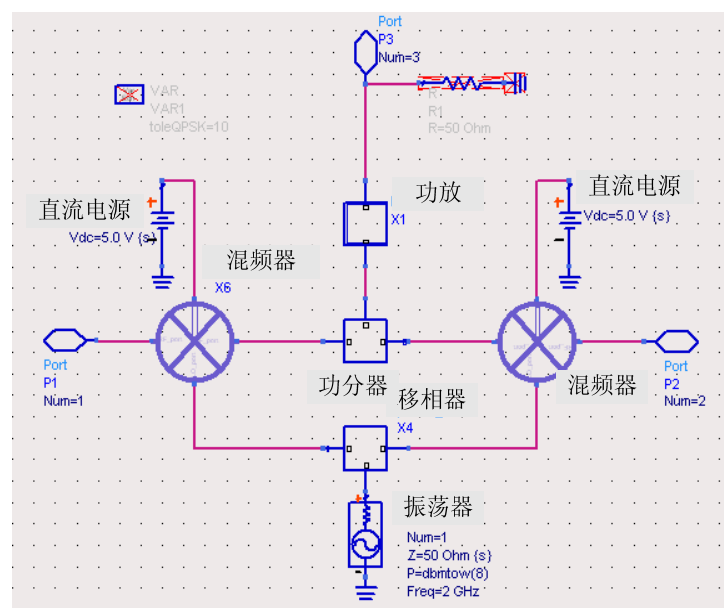 Port
P3
Num=3
VAR
VAR1
toleQPSK=10
R
R1
R=50 Ohm
直流电源
Vdc=5.0 V {s}
功放
X1
直流电源
Vdc=5.0 V {s}
混频器
X6
Port
P1
Num=1
功分器
移相器
X4
混频器
Port
P2
Num=2
振荡器
Num=1
Z=50 Ohm {s}
P=dbmtow(8)
Freq=2 GHz